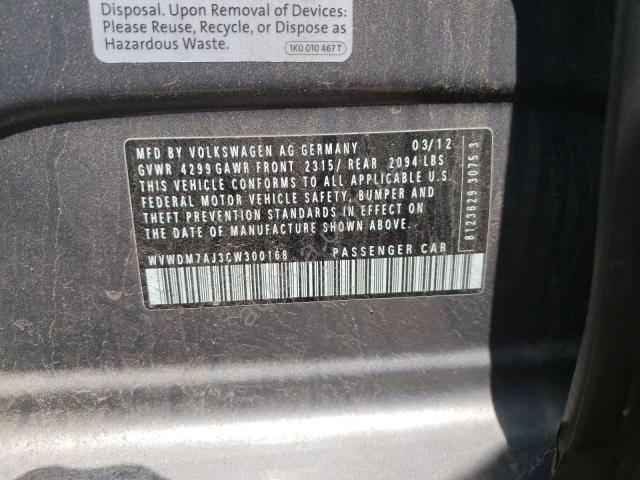 Disposal. Upon Removal of Devices:
Please Reuse, Recycle, or Dispose as
Hazardous Waste.
1K0 010 467 T
MFD BY VOLKSWAGEN AG GERMANY 03/12
GVWR 4299 GAWR FRONT 2315/ REAR 2094 LBS
THIS VEHICLE CONFORMS TO ALL APPLICABLE U.S.
FEDERAL MOTOR VEHICLE SAFETY, BUMPER AND
THEFT PREVENTION STANDARDS IN EFFECT ON
THE DATE OF MANUFACTURE SHOWN ABOVE.
WVWDM7AJ3CW300168 PASSENGER CAR
8123629 3075 3